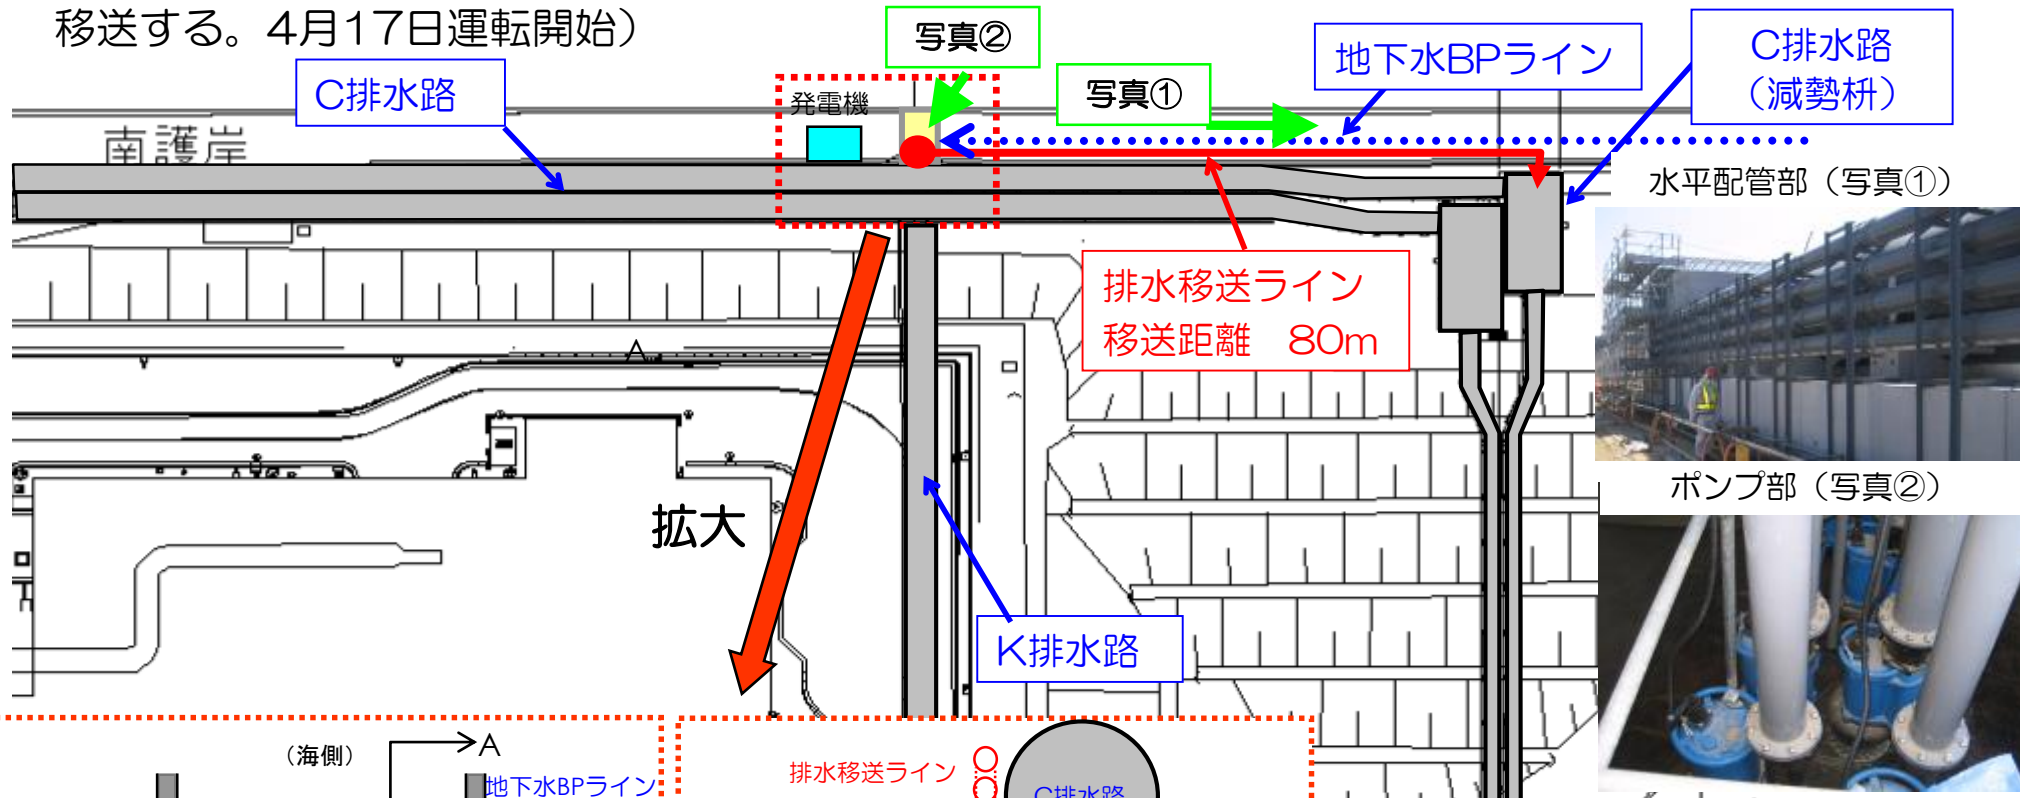 移送する。4月17日運転開始）
写真②
地下水BPライン
C排水路
（減勢枡）
C排水路
発電機
写真①
南護岸
水平配管部（写真①）
排水移送ライン
移送距離　80m
A
ポンプ部（写真②）
拡大
K排水路
（海側）
A
地下水BPライン
排水移送ライン
C排水路